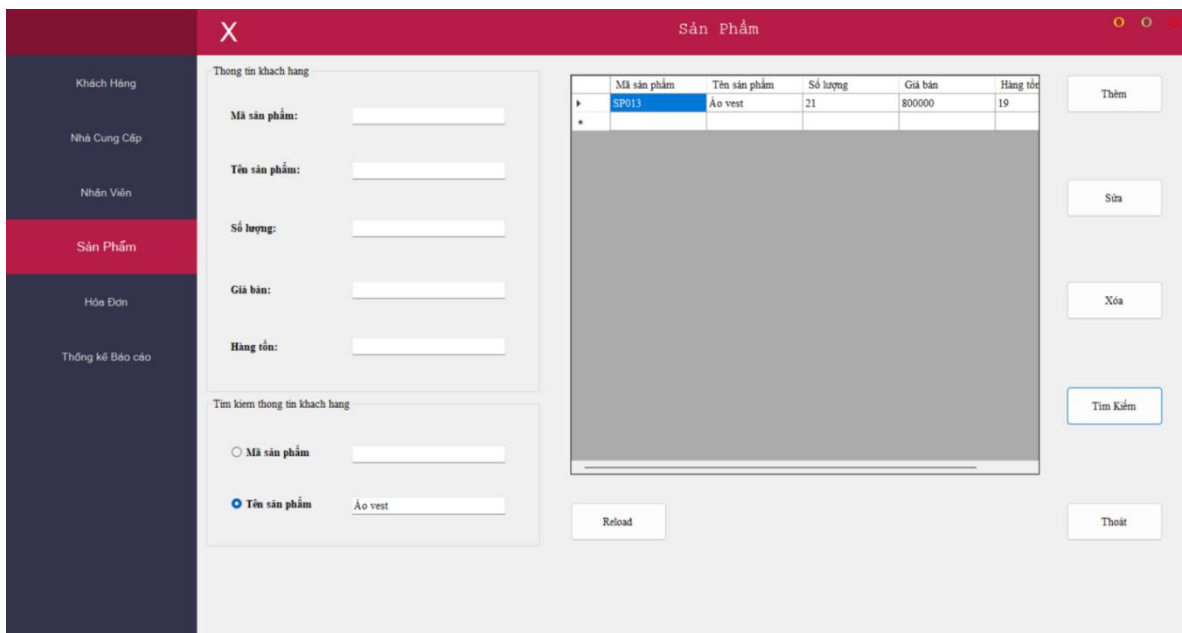 X
Sản Phẩm
O O
Khách Hàng
Nhà Cung Cấp
Nhân Viên
Sản Phẩm
Hóa Đơn
Thống kê Báo cáo
Thong tin khach hang
Mã sản phẩm:
Tên sản phẩm:
Số lượng:
Giá bán:
Hàng tồn:
Tim kiem thong tin khach hang
Mã sản phẩm
Tên sản phẩm
Áo vest
Mã sản phẩm Tên sản phẩm Số lượng Giá bán Hàng tồn
SP013 Áo vest 21 800000 19
Reload
Thêm
Sửa
Xóa
Tìm Kiếm
Thoát